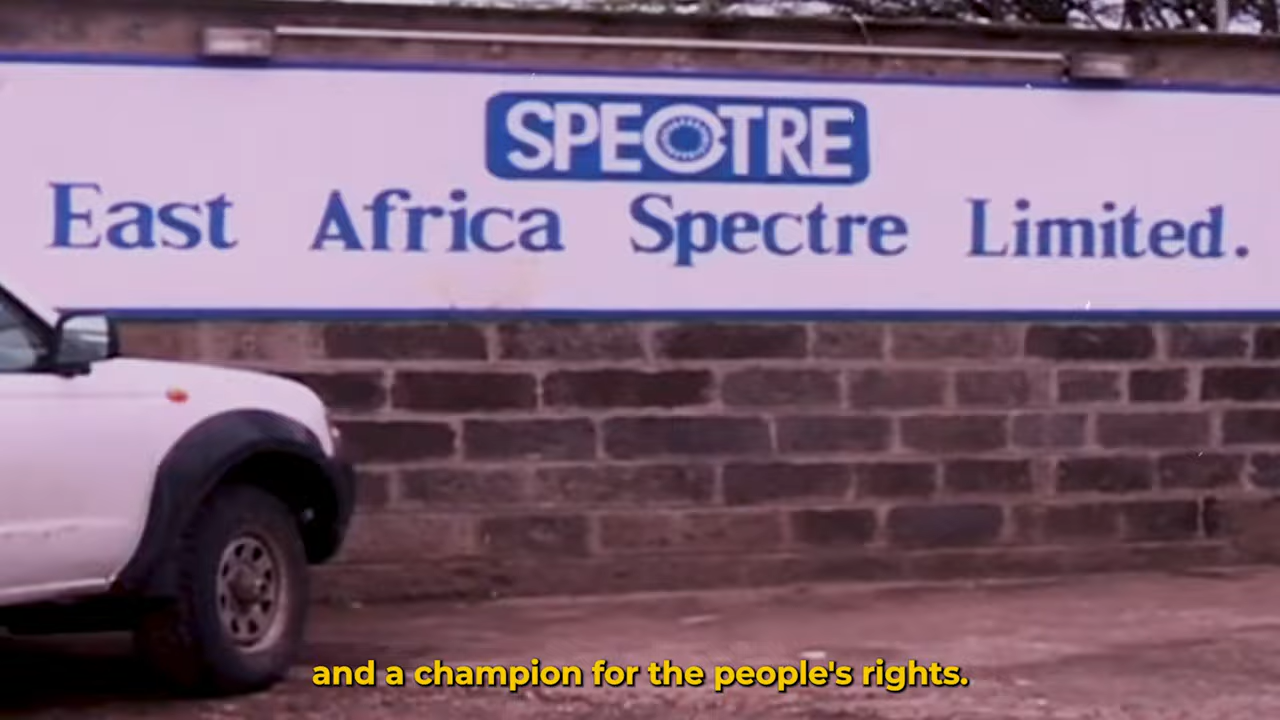 SPECTRE
East Africa Spectre Limited.
and a champion for the people's rights.